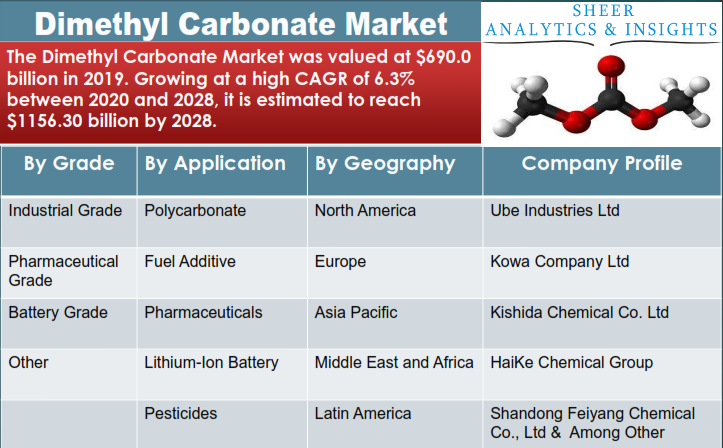 Dimethyl Carbonate Market
SHEER
ANALYTICS & INSIGHTS
The Dimethyl Carbonate Market was valued at $690.0
billion in 2019. Growing at a high CAGR of 6.3%
between 2020 and 2028, it is estimated to reach
$1156.30 billion by 2028.
By Grade By Application By Geography Company Profile
Industrial Grade Polycarbonate North America Ube Industries Ltd
Pharmaceutical Fuel Additive Europe Kowa Company Ltd
Grade
Battery Grade Pharmaceuticals Asia Pacific Kishida Chemical Co. Ltd
Other Lithium-Ion Battery Middle East and Africa HaiKe Chemical Group
Pesticides Latin America Shandong Feiyang Chemical
Co., Ltd & Among Other